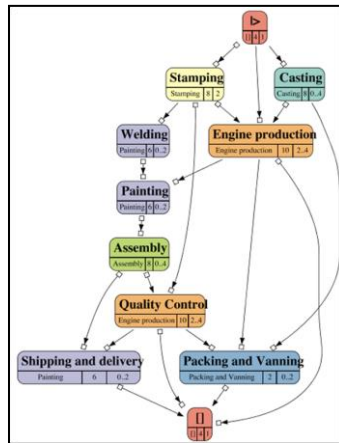 |>
[] 4 1
Stamping
Stamping 8 2
Casting
Casting 8 0..4
Welding
Painting 6 0..2
Engine production
Engine production 10 2..4
Painting
Painting 6 0..2
Assembly
Assembly 8 0..4
Quality Control
Engine production 10 2..4
Shipping and delivery
Painting 6 0..2
Packing and Vanning
Packing and Vanning 2 0..2
[]
[] 4 1